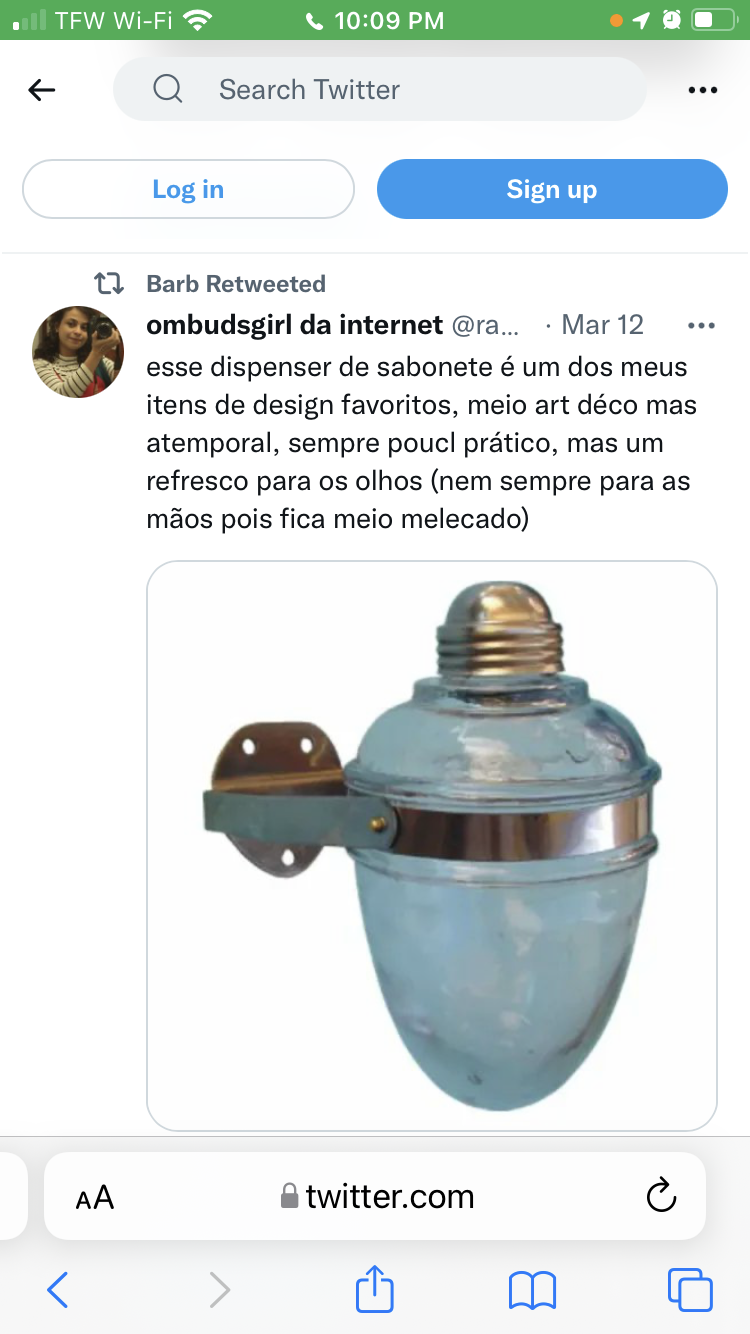 TFW Wi-Fi 10:09 PM
Search Twitter
Log in Sign up
Barb Retweeted
ombudsgirl da internet @ra... · Mar 12
esse dispenser de sabonete é um dos meus
itens de design favoritos, meio art déco mas
atemporal, sempre poucl prático, mas um
refresco para os olhos (nem sempre para as
mãos pois fica meio melecado)
AA twitter.com